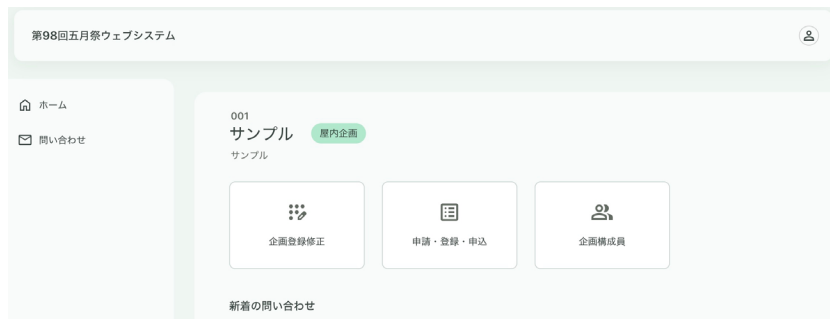 第98回五月祭ウェブシステム
ホーム
問い合わせ
001
サンプル 屋内企画
サンプル
企画登録修正 申請・登録・申込 企画構成員
新着の問い合わせ